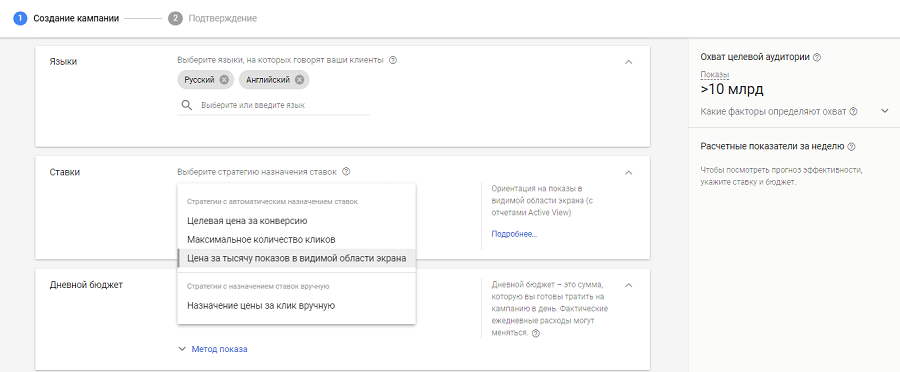 1 Создание кампании 2 Подтверждение
Языки
Выберите языки, на которых говорят ваши клиенты
Русский Английский
Выберите или введите язык
Ставки
Выберите стратегию назначения ставок
Стратегии с автоматическим назначением ставок
Целевая цена за конверсию
Максимальное количество кликов
Цена за тысячу показов в видимой области экрана
Стратегии с назначением ставок вручную
Назначение цены за клик вручную
Ориентация на показы в
видимой области экрана (с
отчетами Active View)
Подробнее...
Дневной бюджет
Дневной бюджет – это сумма,
которую вы готовы тратить на
кампанию в день. Фактические
ежедневные расходы могут
меняться.
Метод показа
Охват целевой аудитории
Показы
>10 млрд
Какие факторы определяют охват
Расчетные показатели за неделю
Чтобы посмотреть прогноз эффективности,
укажите ставку и бюджет.